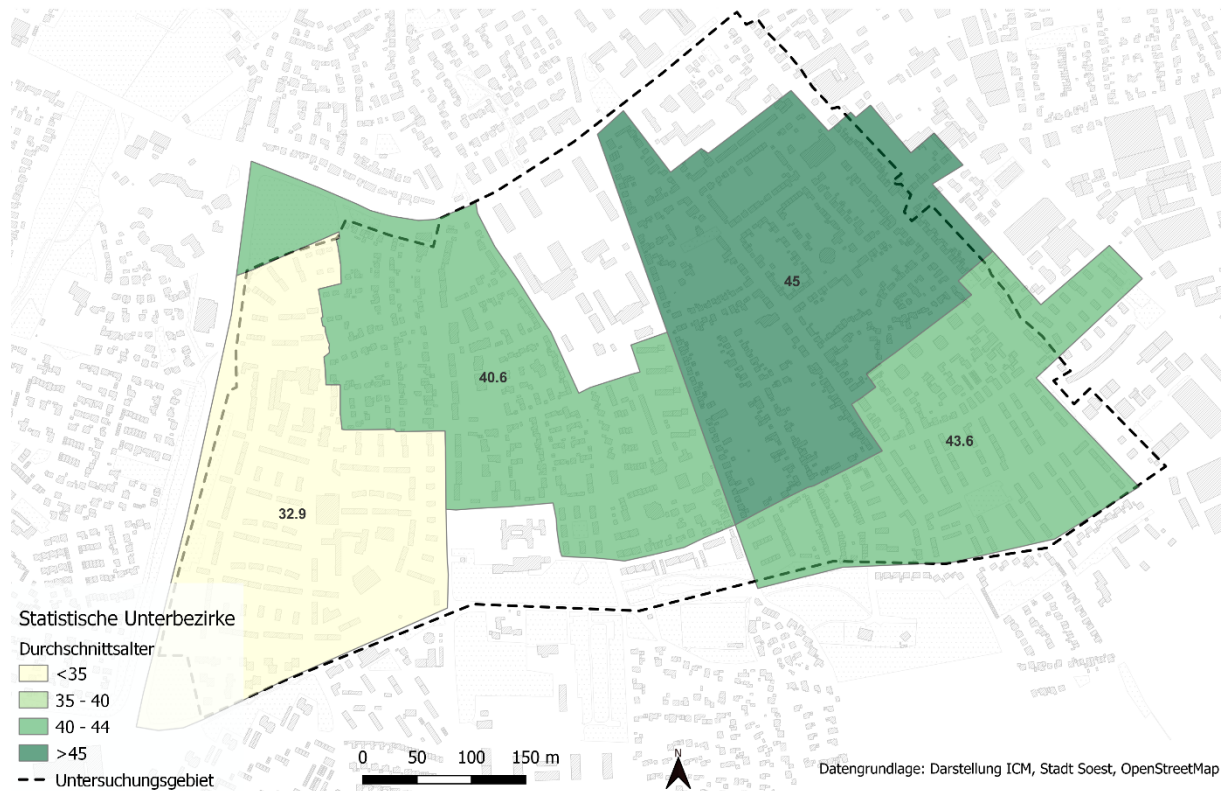 45
40.6
43.6
32.9
Statistische Unterbezirke
Durchschnittsalter
<35
35 - 40
40 - 44
>45
Untersuchungsgebiet
0 50 100 150 m
N
Datengrundlage: Darstellung ICM, Stadt Soest, OpenStreetMap